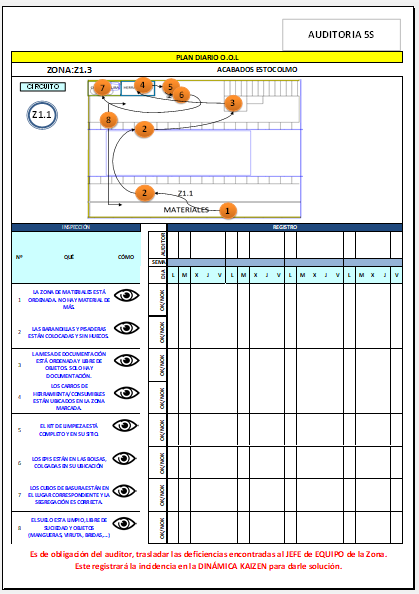 AUDITORIA 5S
PLAN DIARIO O.O.L
ZONA:Z1.3 ACABADOS ESTOCOLMO
CIRCUITO
Z1.1
7 4 5 6
3
8
2
2 Z1.1
MATERIALES 1
INSPECCIÓN REGISTRO
Nº QUÉ CÓMO
AUDITOR
SEMA
DIA L M X J V L M X J V L M X J V L M X J V
1 LA ZONA DE MATERIALES ESTÁ
ORDENADA. NO HAY MATERIAL DE
MÁS. OK/NOK
2 LAS BARANDILLAS Y PISADERAS
ESTÁN COLOCADAS Y SIN HUECOS. OK/NOK
3 LA MESA DE DOCUMENTACIÓN
ESTÁ ORDENADA Y LIBRE DE
OBJETOS. SOLO HAY
DOCUMENTACIÓN. OK/NOK
4 LOS CARROS DE
HERRAMIENTA/CONSUMIBLES
ESTÁN UBICADOS EN LA ZONA
MARCADA. OK/NOK
5 EL KIT DE LIMPIEZA ESTÁ
COMPLETO Y EN SU SITIO. OK/NOK
6 LOS EPIS ESTÁN EN LAS BOLSAS,
COLGADAS EN SU UBICACIÓN OK/NOK
7 LOS CUBOS DE BASURA ESTÁN EN
EL LUGAR CORRESPONDIENTE Y LA
SEGREGACIÓN ES CORRECTA. OK/NOK
8 EL SUELO ESTA LIMPIO, LIBRE DE
SUCIEDAD Y OBJETOS
(MANGUERAS, VIRUTA, BRIDAS,...) OK/NOK
Es de obligación del auditor, trasladar las deficiencias encontradas al JEFE de EQUIPO de la Zona.
Este registrará la incidencia en la DINÁMICA KAIZEN para darle solución.